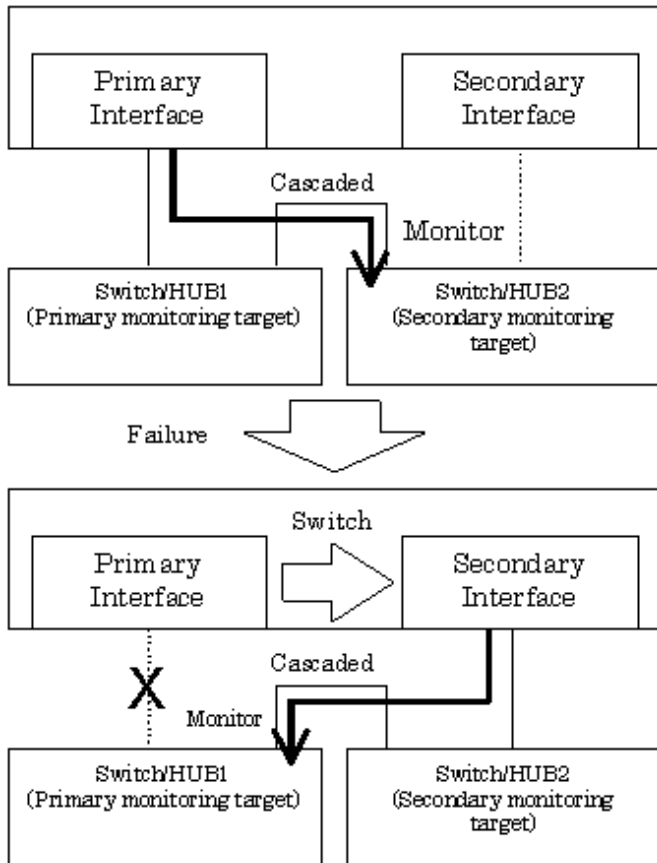 Primary
Interface
Secondary
Interface
Cascaded
Monitor
Switch/HUB1
(Primary monitoring target)
Switch/HUB2
(Secondary monitoring
target)
Failure
Switch
Primary
Interface
Secondary
Interface
X
Cascaded
Monitor
Switch/HUB1
(Primary monitoring target)
Switch/HUB2
(Secondary monitoring
target)